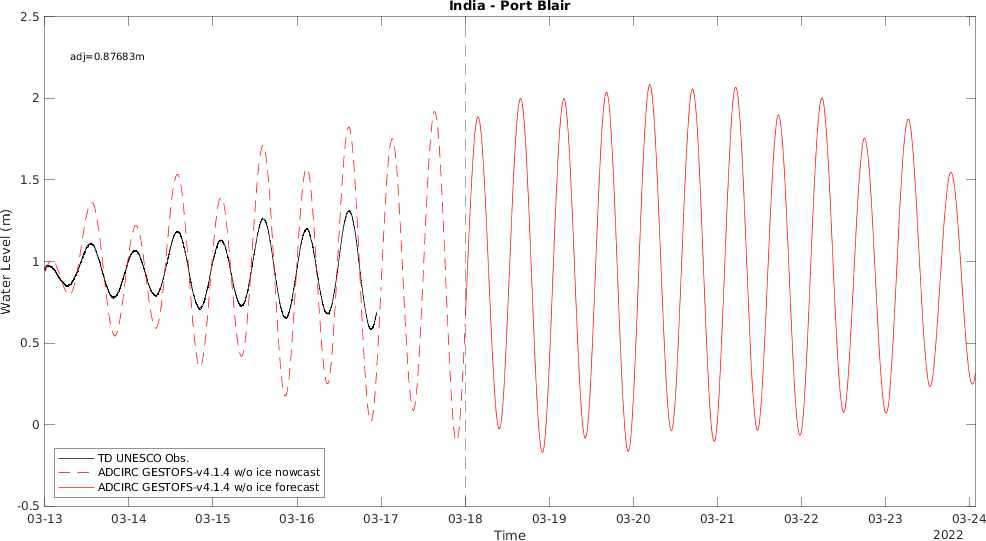 India - Port Blair
2.5
adj=0.87683m
2
1.5
1
0.5
0
-0.5
Water Level (m)
TD UNESCO Obs.
ADCIRC GESTOFS-v4.1.4 w/o ice nowcast
ADCIRC GESTOFS-v4.1.4 w/o ice forecast
03-13 03-14 03-15 03-16 03-17 03-18 03-19 03-20 03-21 03-22 03-23 03-24
Time
2022